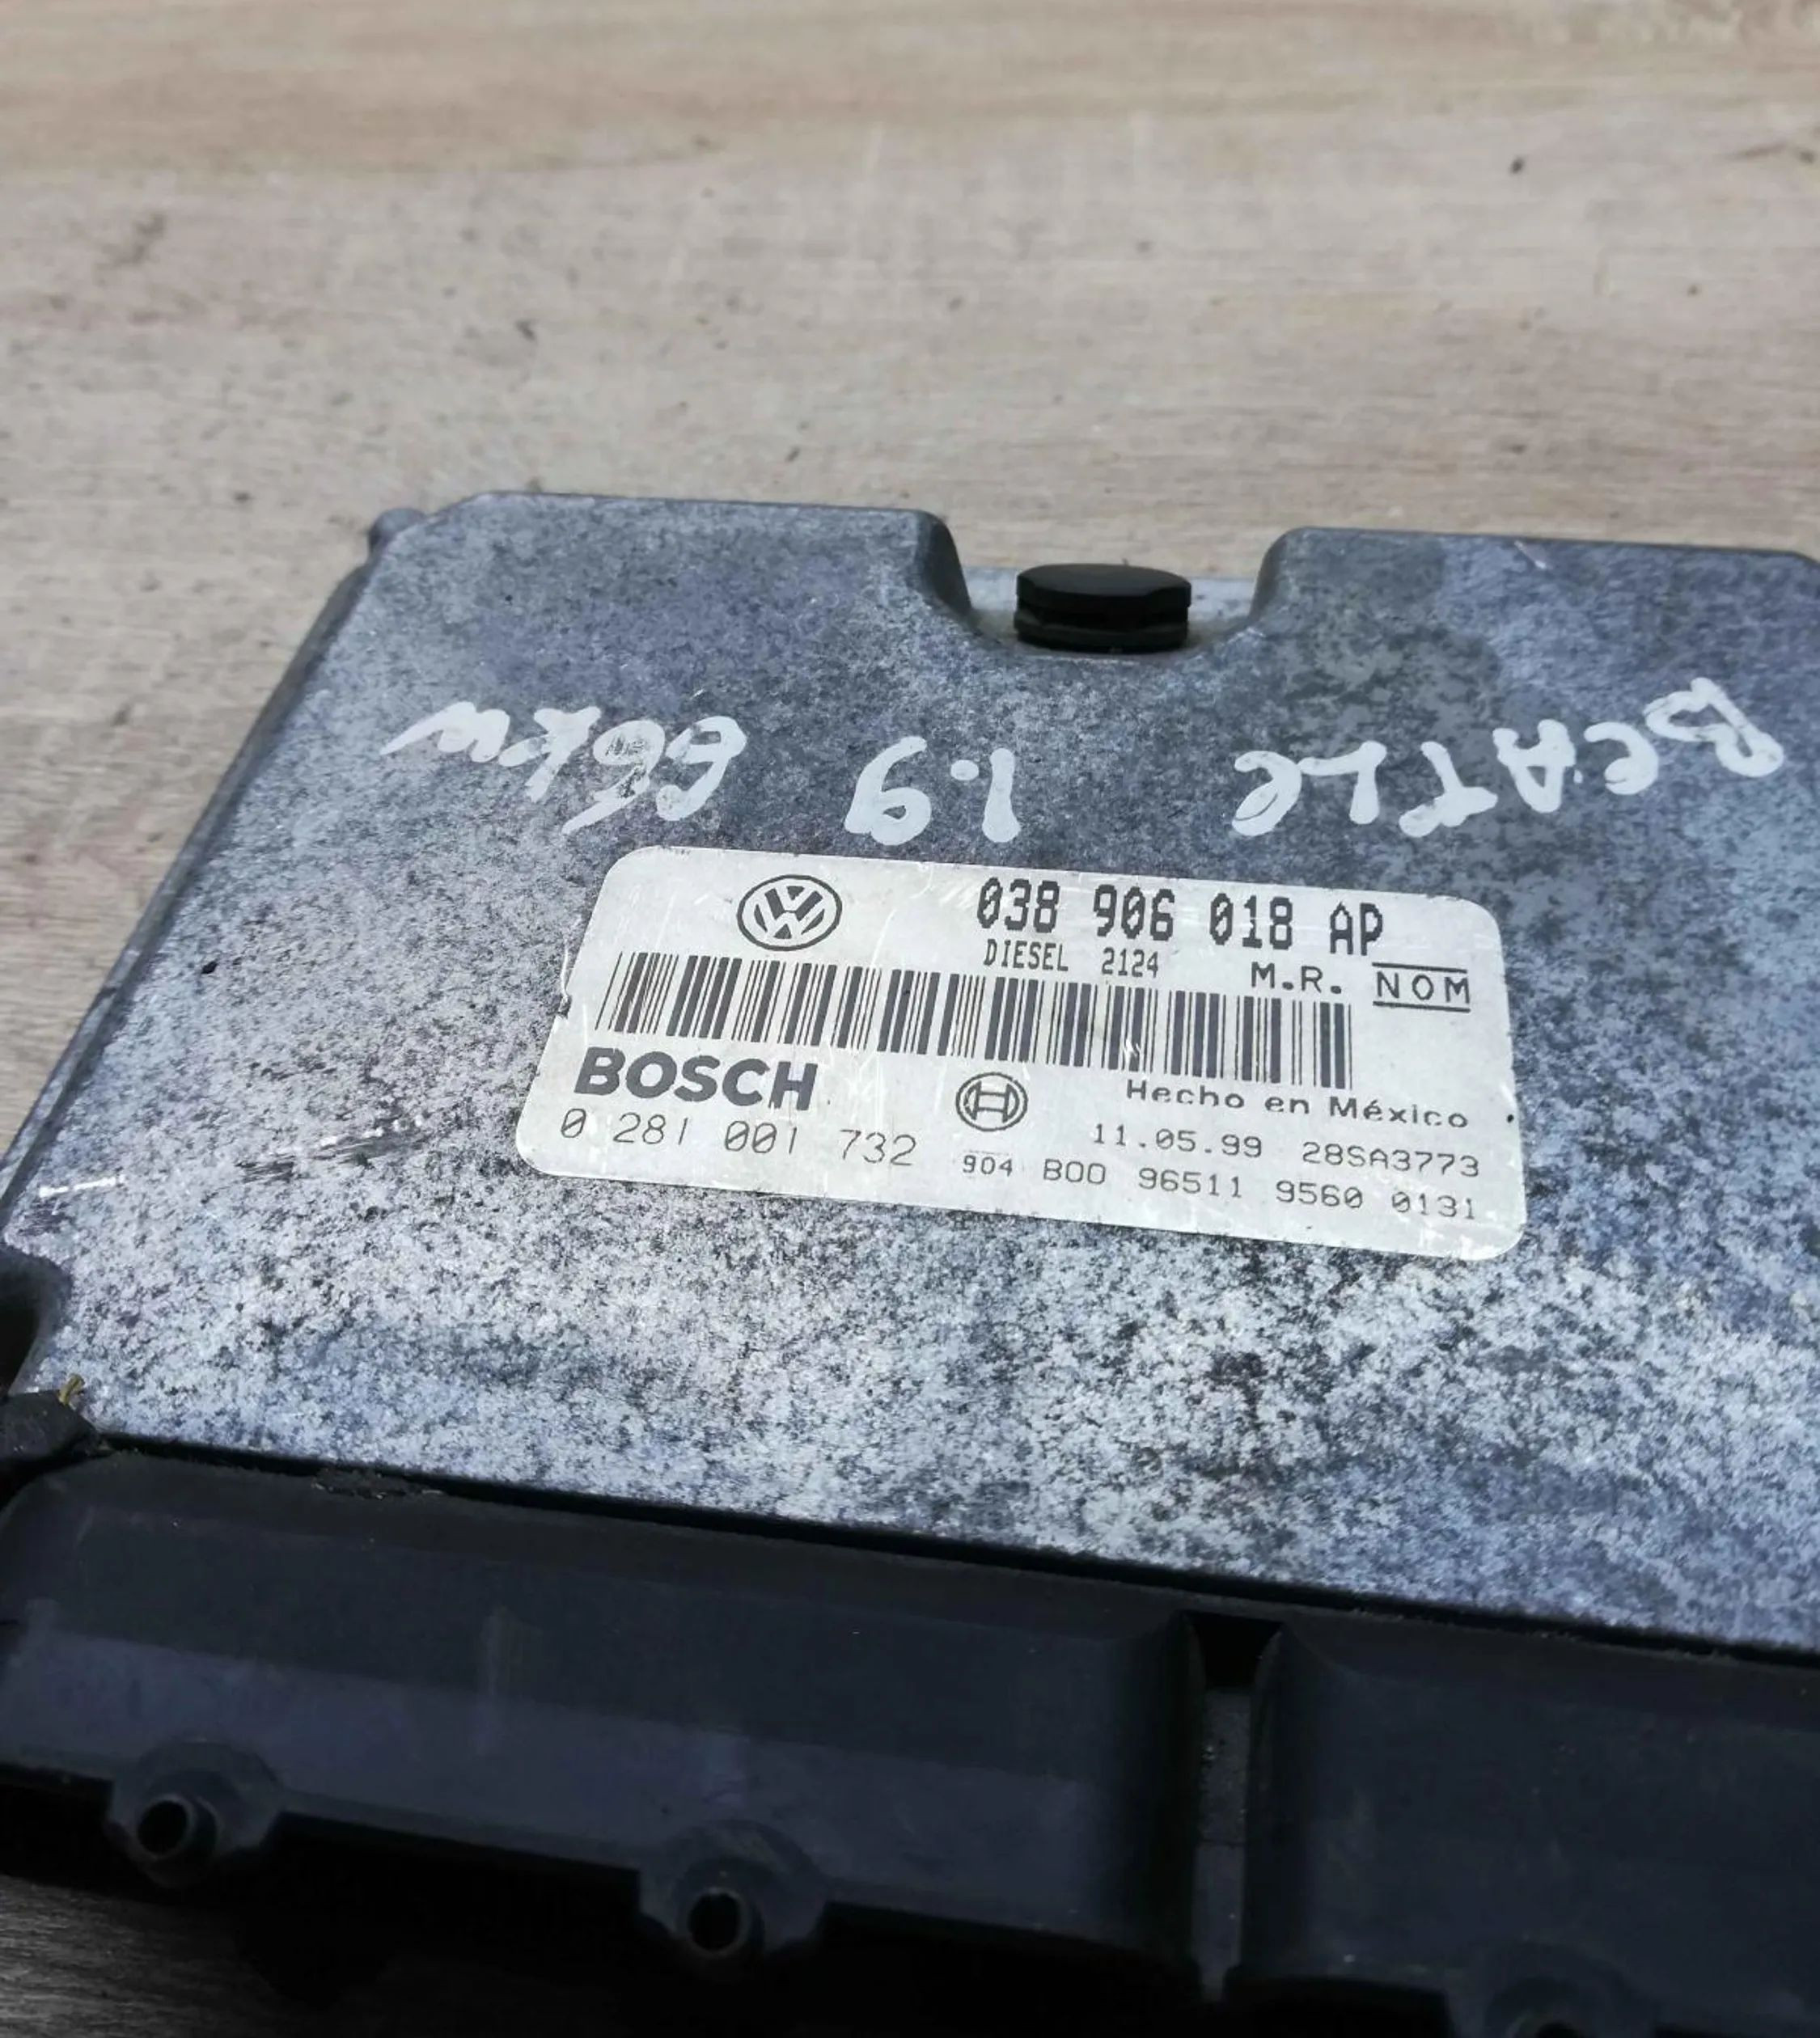 BEATLE 1.9 66kw
038 906 018 AP
DIESEL 2124 M.R. NOM
BOSCH Hecho en México
0 281 001 732 11.05.99 28SA3773
904 B00 96511 9560 0131